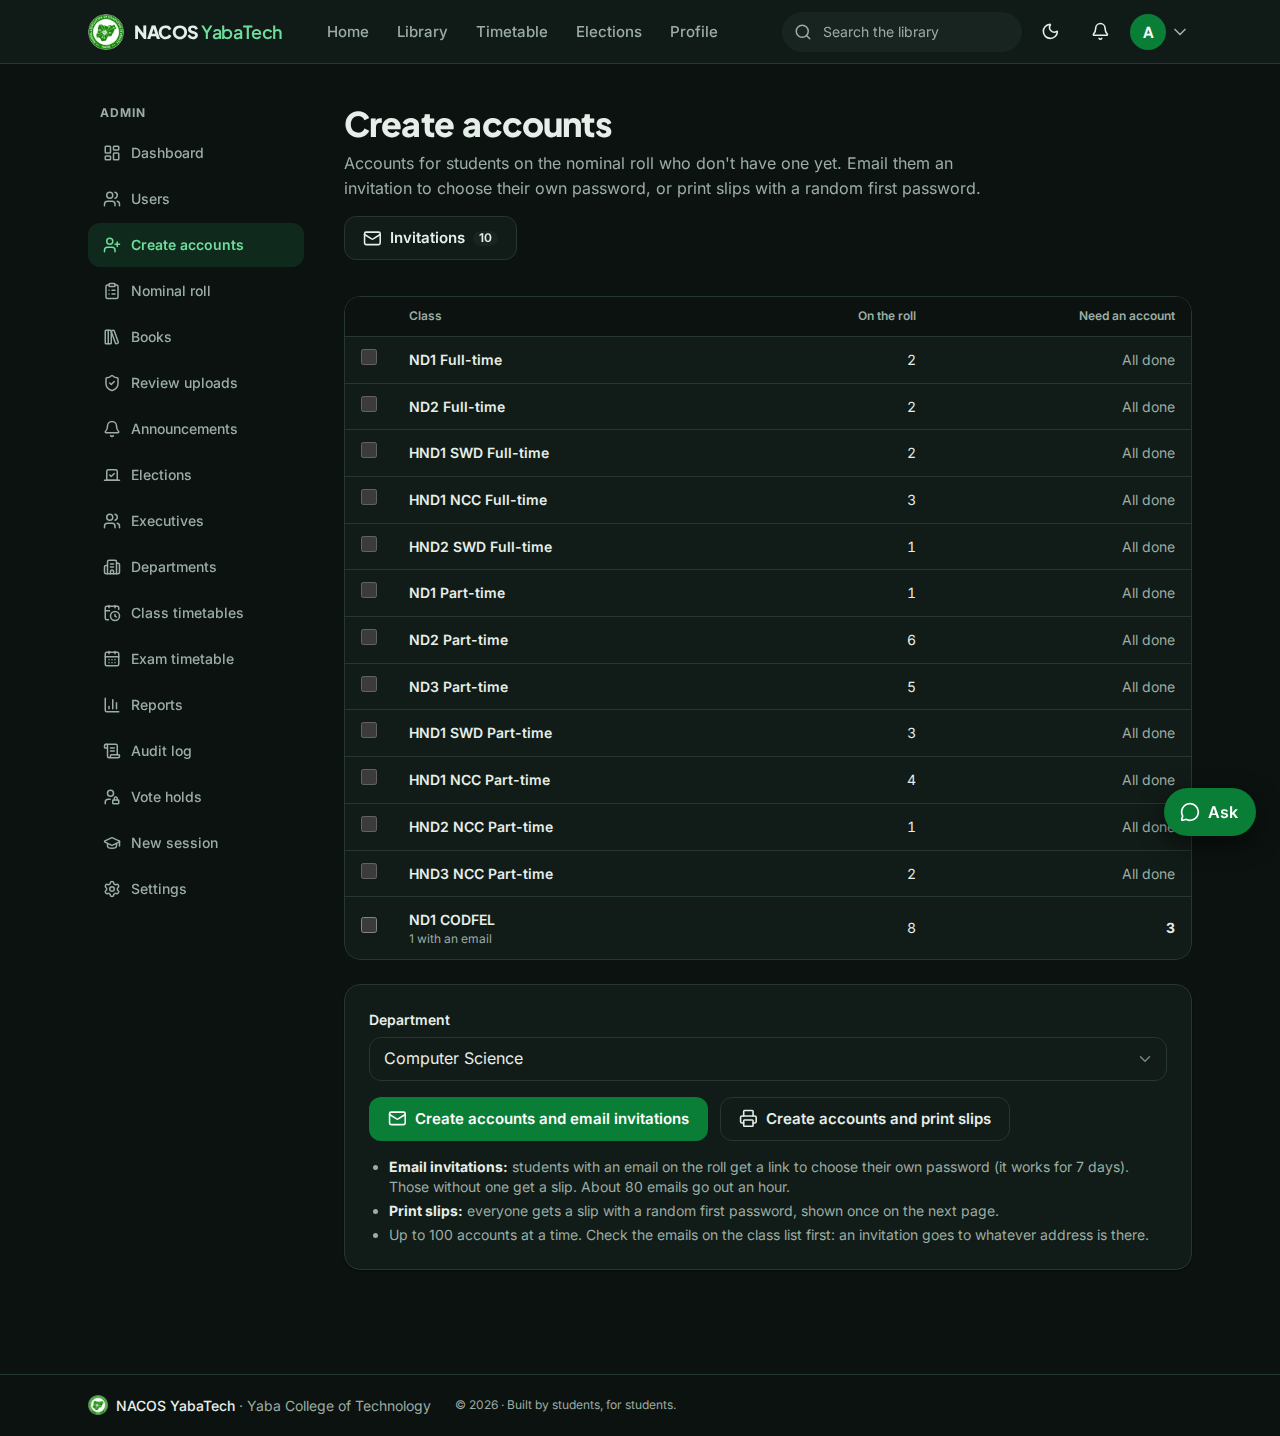 NACOS YabaTech
Home
Library
Timetable
Elections
Profile
Search the library
A
ADMIN
Dashboard
Users
Create accounts
Nominal roll
Books
Review uploads
Announcements
Elections
Executives
Departments
Class timetables
Exam timetable
Reports
Audit log
Vote holds
New session
Settings
Create accounts
Accounts for students on the nominal roll who don't have one yet. Email them an
invitation to choose their own password, or print slips with a random first password.
Invitations 10
Class On the roll Need an account
ND1 Full-time 2 All done
ND2 Full-time 2 All done
HND1 SWD Full-time 2 All done
HND1 NCC Full-time 3 All done
HND2 SWD Full-time 1 All done
ND1 Part-time 1 All done
ND2 Part-time 6 All done
ND3 Part-time 5 All done
HND1 SWD Part-time 3 All done
HND1 NCC Part-time 4 All done
HND2 NCC Part-time 1 All done
HND3 NCC Part-time 2 All done
ND1 CODFEL 8 3
1 with an email
Ask
Department
Computer Science
Create accounts and email invitations
Create accounts and print slips
Email invitations: students with an email on the roll get a link to choose their own password (it works for 7 days).
Those without one get a slip. About 80 emails go out an hour.
Print slips: everyone gets a slip with a random first password, shown once on the next page.
Up to 100 accounts at a time. Check the emails on the class list first: an invitation goes to whatever address is there.
NACOS YabaTech · Yaba College of Technology
© 2026 · Built by students, for students.